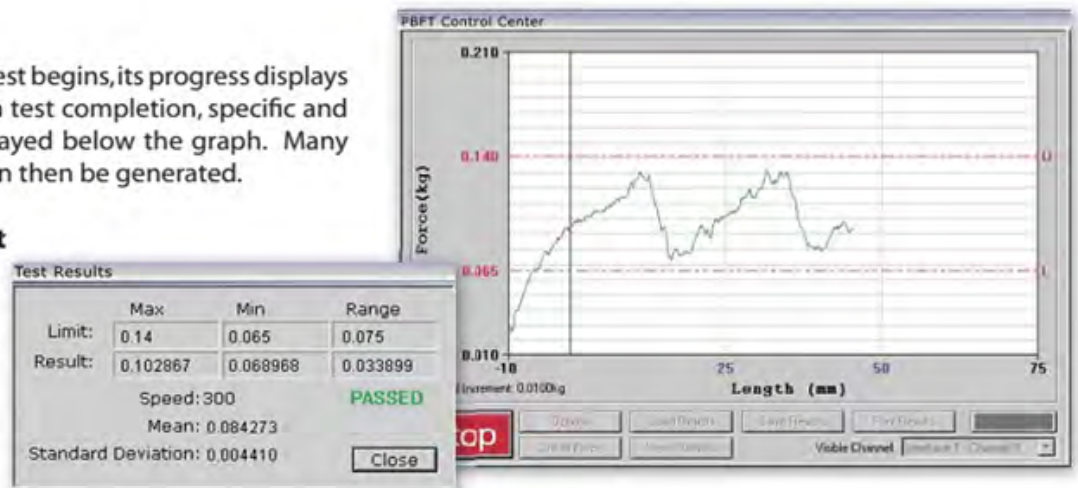 est begins, its progress displays
test completion, specific and
ayed below the graph. Many
n then be generated.
t
PBFT Control Center
0.210
0.140
U
Force(kg)
0.065
L
0.010
-10
25
50
75
Increment: 0.0100kg
Length (mm)
op
Visible Channel
Test Results
Max Min Range
Limit: 0.14 0.065 0.075
Result: 0.102867 0.068968 0.033899
Speed: 300 PASSED
Mean: 0.084273
Standard Deviation: 0.004410 Close